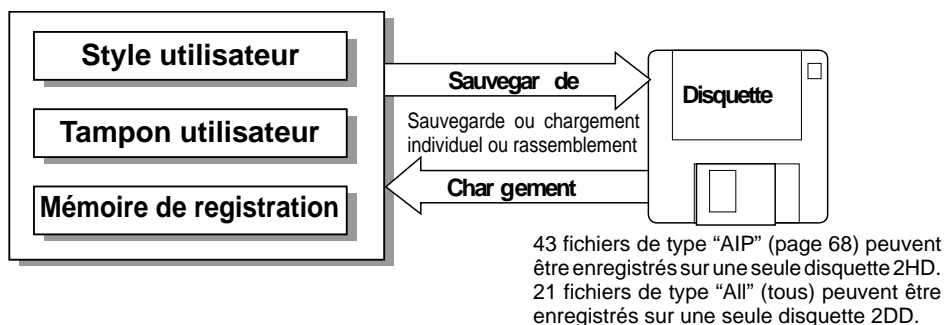 Style utilisateur
Tampon utilisateur
Mémoire de registration
Sauvegar de
Sauvegarde ou chargement
individuel ou rassemblement
Char gement
Disquette
43 fichiers de type “AIP” (page 68) peuvent
être enregistrés sur une seule disquette 2HD.
21 fichiers de type “All” (tous) peuvent être
enregistrés sur une seule disquette 2DD.